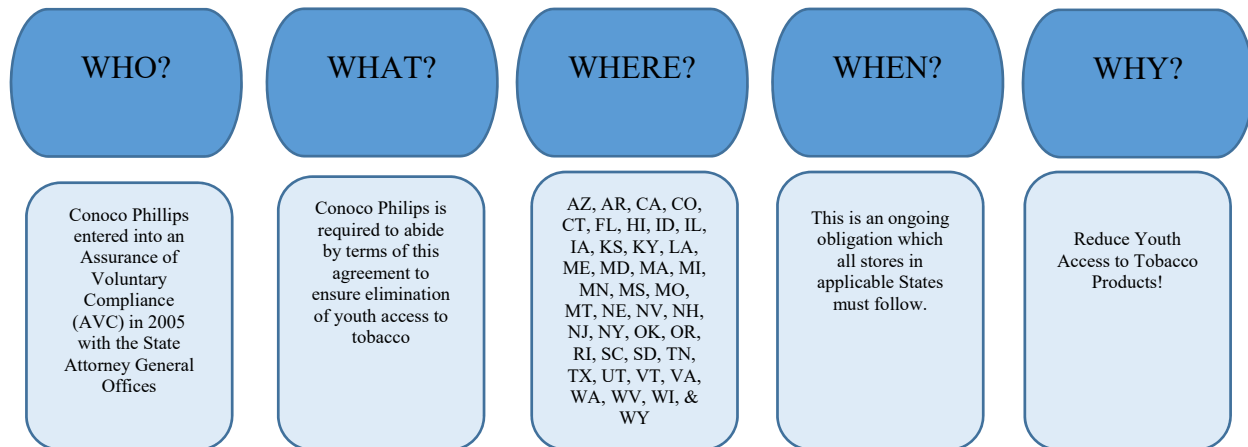 WHO?
Conoco Phillips
entered into an
Assurance of
Voluntary
Compliance
(AVC) in 2005
with the State
Attorney General
Offices
WHAT?
Conoco Philips is
required to abide
by terms of this
agreement to
ensure elimination
of youth access to
tobacco
WHERE?
AZ, AR, CA, CO,
CT, FL, HI, ID, IL,
IA, KS, KY, LA,
ME, MD, MA, MI,
MN, MS, MO,
MT, NE, NV, NH,
NJ, NY, OK, OR,
RI, SC, SD, TN,
TX, UT, VT, VA,
WA, WV, WI, &
WY
WHEN?
This is an ongoing
obligation which
all stores in
applicable States
must follow.
WHY?
Reduce Youth
Access to Tobacco
Products!